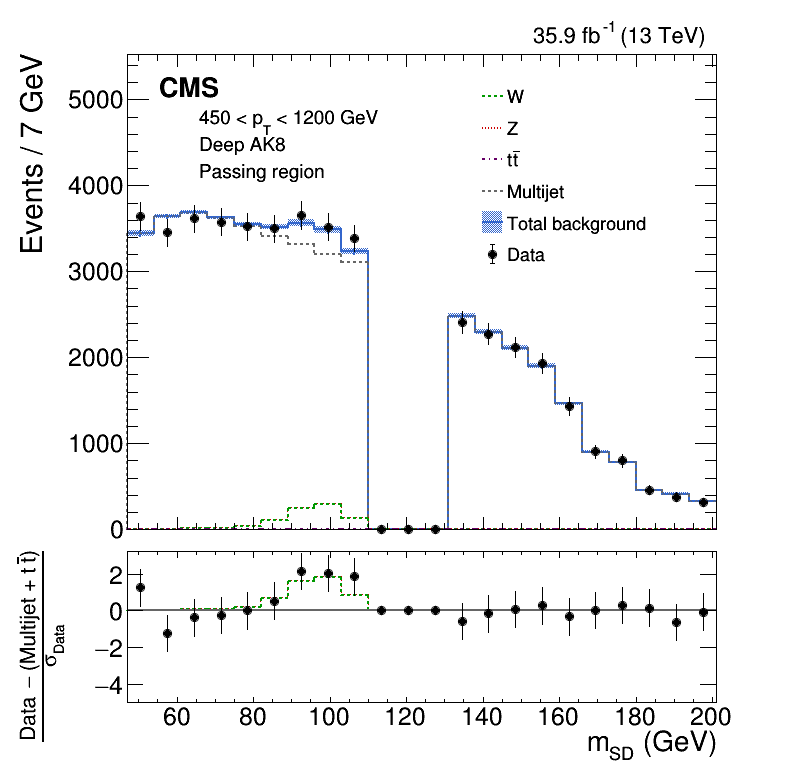 35.9 fb⁻¹ (13 TeV)
Events / 7 GeV
5000
4000
3000
2000
1000
0
CMS
450 < p_T < 1200 GeV
Deep AK8
Passing region
W
Z
tt̄
Multijet
Total background
Data
Data − (Multijet + t t̄)
σ_Data
2
0
−2
−4
60 80 100 120 140 160 180 200
m_SD (GeV)